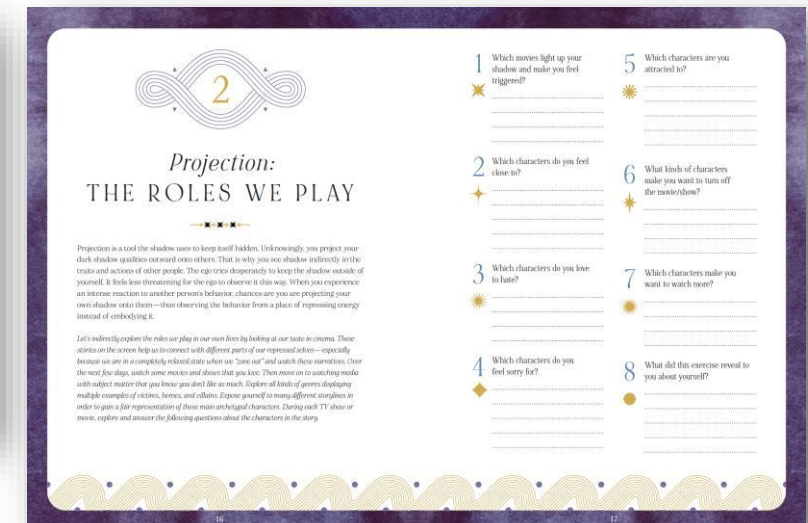 2
Projection:
THE ROLES WE PLAY
Projection is a tool the shadow uses to keep itself hidden. Unknowingly, you project your
dark shadow qualities outward onto others. That is why you see shadow indirectly in the
traits and actions of other people. The ego tries desperately to keep the shadow outside of
yourself. It feels less threatening for the ego to observe it this way. When you experience
an intense reaction to another person's behavior, chances are you are projecting your
own shadow onto them—thus observing the behavior from a place of repressing energy
instead of embodying it.
Let's indirectly explore the roles we play in our own lives by looking at our taste in cinema. These
stories on the screen help us to connect with different parts of our repressed selves—especially
because we are in a completely relaxed state when we "zone out" and watch these narratives. Over
the next few days, watch some movies and shows that you love. Then move on to watching media
with subject matter that you know you don't like as much. Explore all kinds of genres displaying
multiple examples of victims, heroes, and villains. Expose yourself to many different storylines in
order to gain a fair representation of these main archetypal characters. During each TV show or
movie, explore and answer the following questions about the characters in the story.
16
1 Which movies light up your
shadow and make you feel
triggered?
2 Which characters do you feel
close to?
3 Which characters do you love
to hate?
4 Which characters do you
feel sorry for?
5 Which characters are you
attracted to?
6 What kinds of characters
make you want to turn off
the movie/show?
7 Which characters make you
want to watch more?
8 What did this exercise reveal to
you about yourself?
17